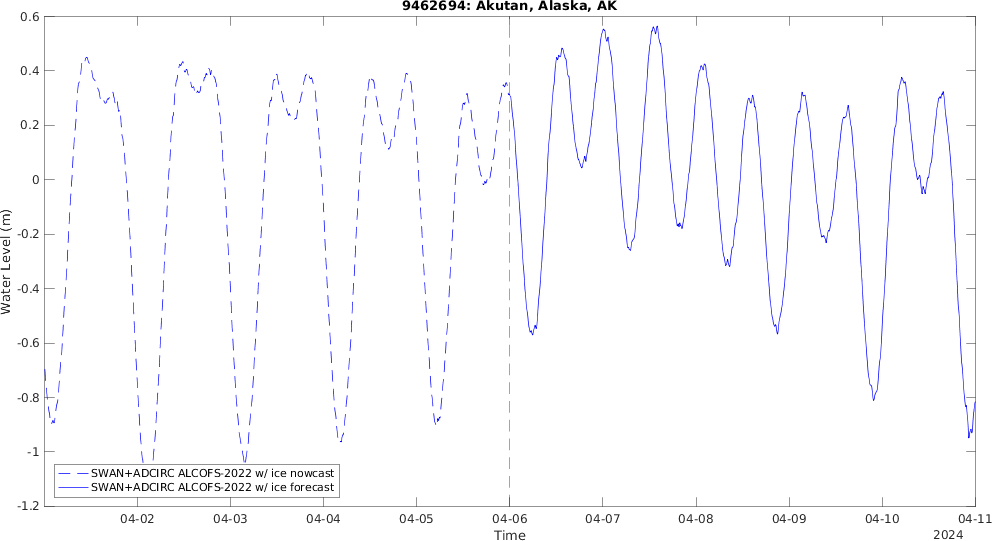 9462694: Akutan, Alaska, AK
0.6
0.4
0.2
0
-0.2
-0.4
-0.6
-0.8
-1
-1.2
Water Level (m)
SWAN+ADCIRC ALCOFS-2022 w/ ice nowcast
SWAN+ADCIRC ALCOFS-2022 w/ ice forecast
04-02 04-03 04-04 04-05 04-06 04-07 04-08 04-09 04-10 04-11
Time
2024